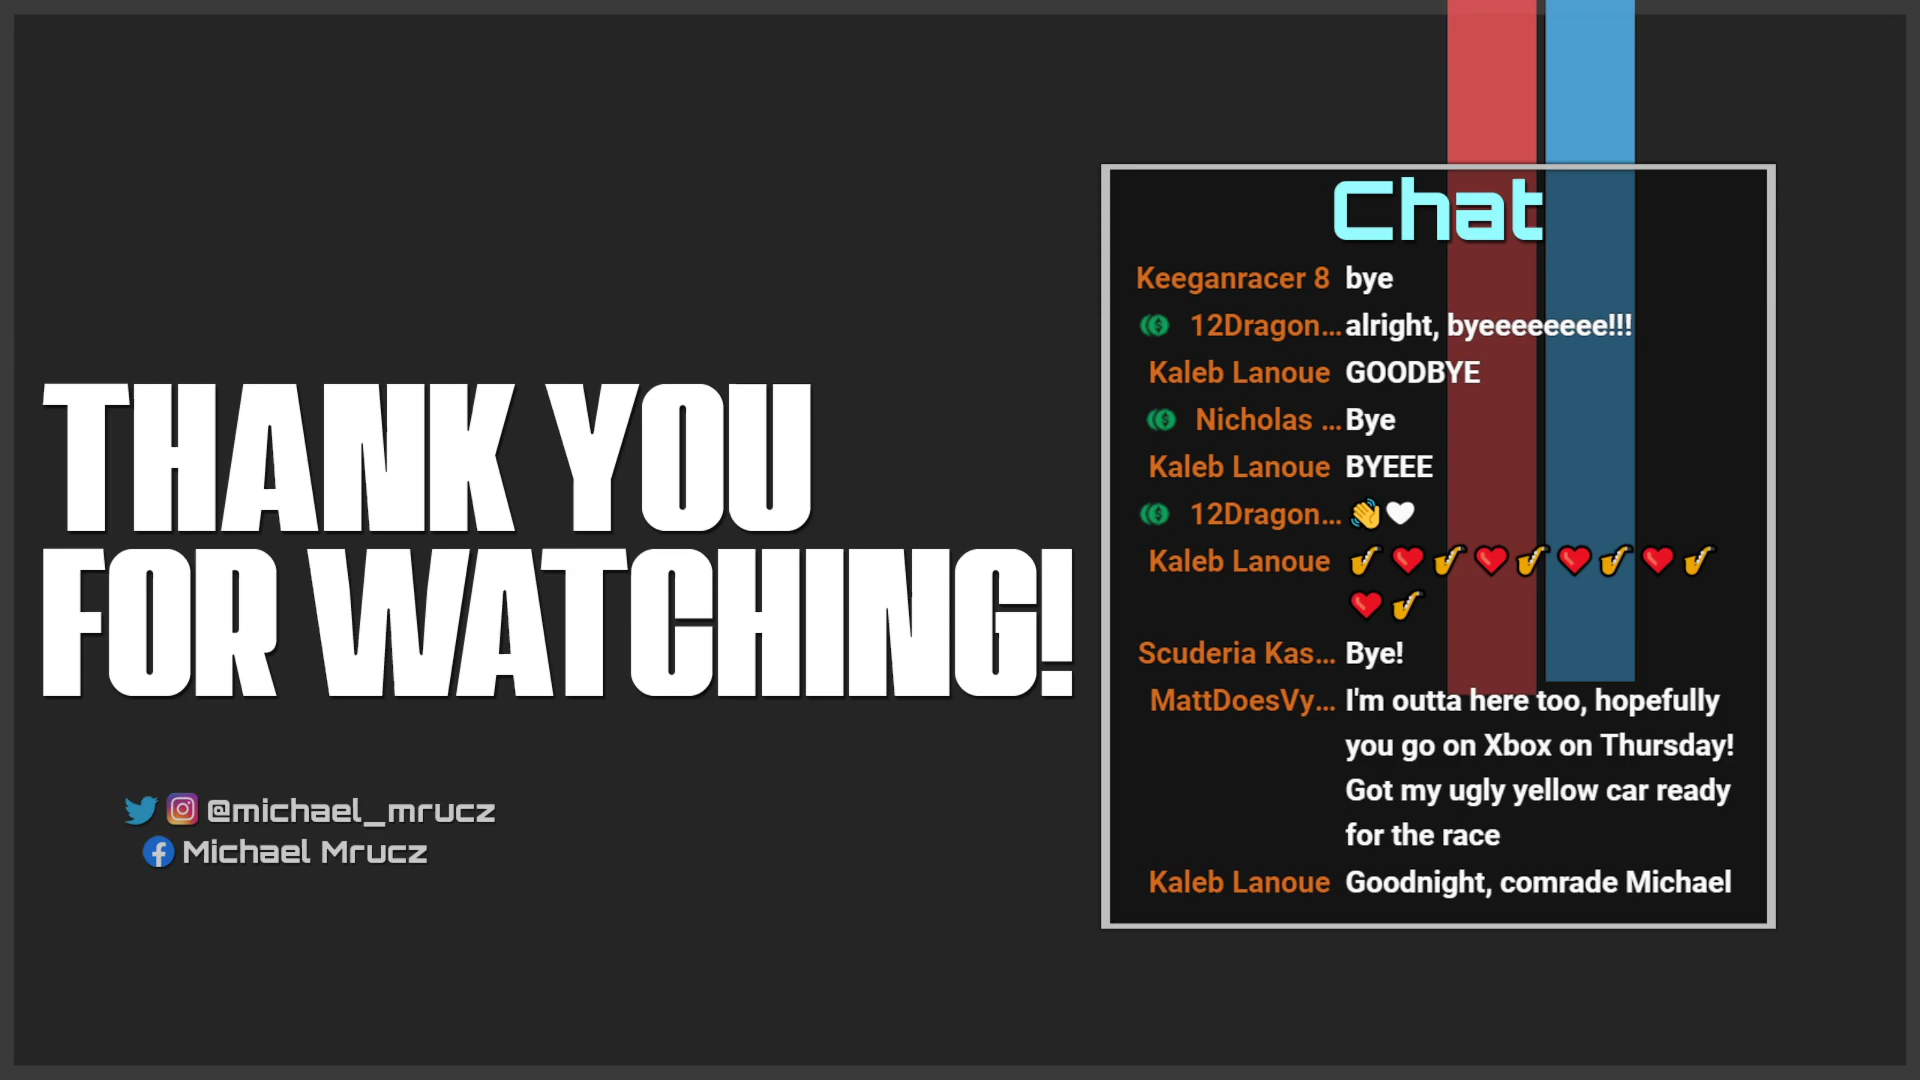 THANK YOU
FOR WATCHING!
@michael_mrucz
Michael Mrucz
Chat
Keeganracer 8 bye
12Dragon... alright, byeeeeeeee!!!
Kaleb Lanoue GOODBYE
Nicholas ... Bye
Kaleb Lanoue BYEEE
12Dragon... 👋🤍
Kaleb Lanoue 🎷❤️🎷❤️🎷❤️🎷❤️🎷
❤️🎷
Scuderia Kas... Bye!
MattDoesVy... I'm outta here too, hopefully
you go on Xbox on Thursday!
Got my ugly yellow car ready
for the race
Kaleb Lanoue Goodnight, comrade Michael